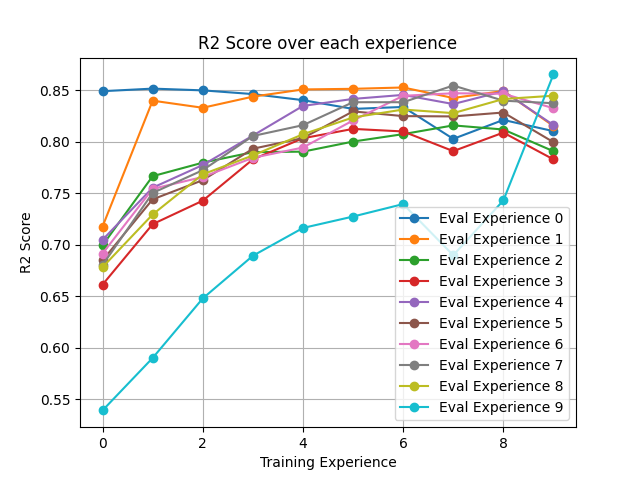 R2 Score over each experience
R2 Score
0.85
0.80
0.75
0.70
0.65
0.60
0.55
0
2
4
6
8
Training Experience
Eval Experience 0
Eval Experience 1
Eval Experience 2
Eval Experience 3
Eval Experience 4
Eval Experience 5
Eval Experience 6
Eval Experience 7
Eval Experience 8
Eval Experience 9